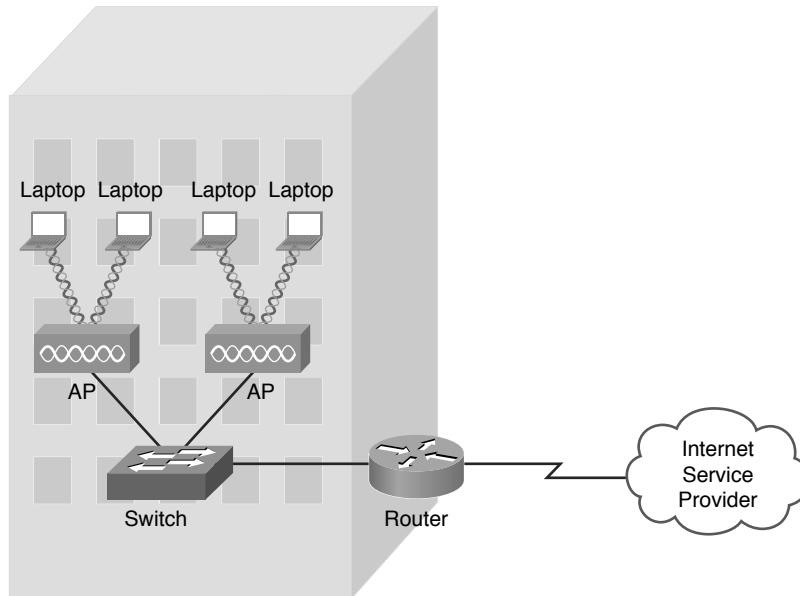 Laptop
Laptop
Laptop
Laptop
AP
AP
Switch
Router
Internet
Service
Provider